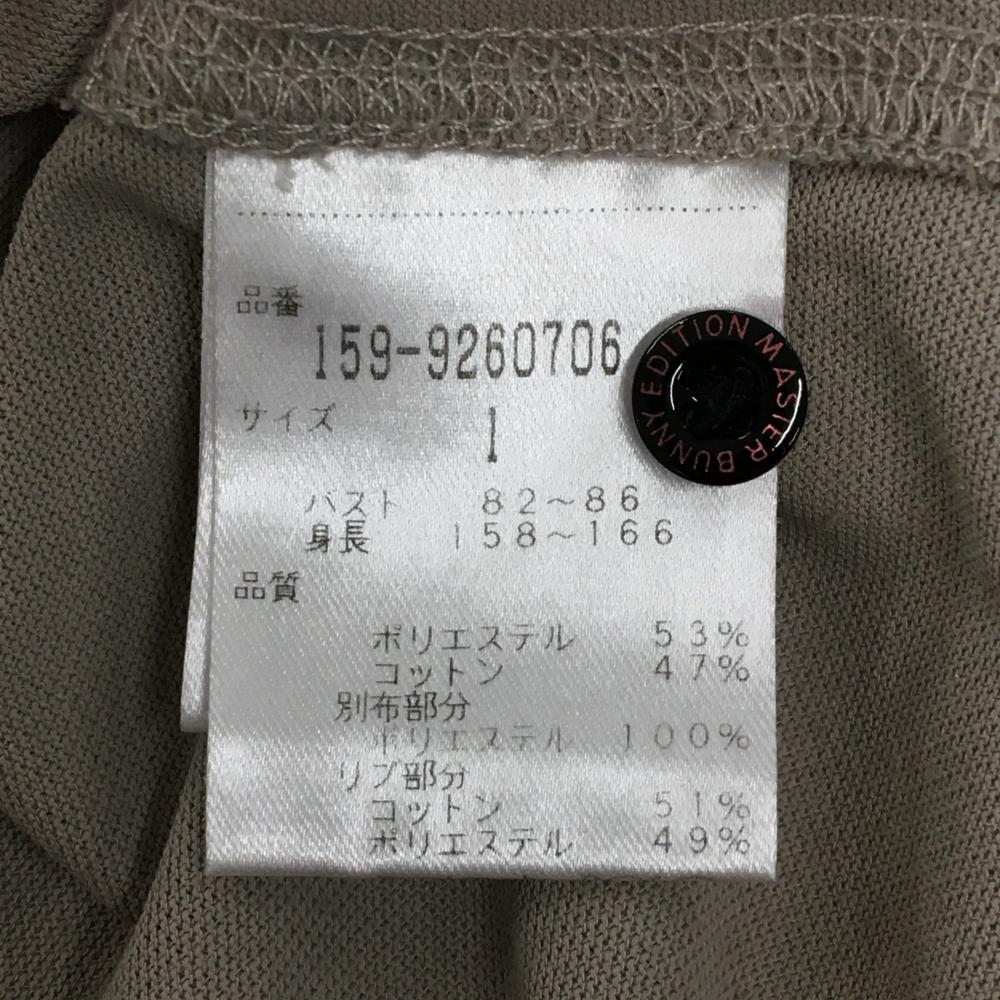 品番
159-9260706
MASTER BUNNY EDITION
サイズ
1
バスト 82～86
身長 158～166
品質
ポリエステル 53%
コットン 47%
別布部分
ポリエステル 100%
リブ部分
コットン 51%
ポリエステル 49%